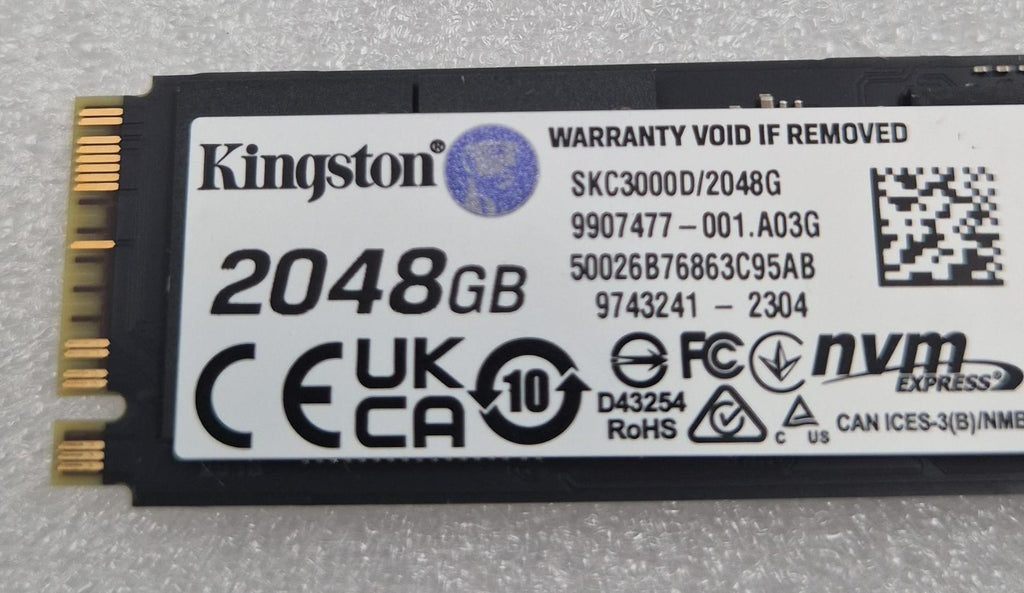 Kingston®
WARRANTY VOID IF REMOVED
SKC3000D/2048G
9907477-001.A03G
50026B76863C95AB
9743241 - 2304
2048GB
CE
UK
CA
10
D43254
RoHS
FC
nvm
EXPRESS®
C US
CAN ICES-3(B)/NMB